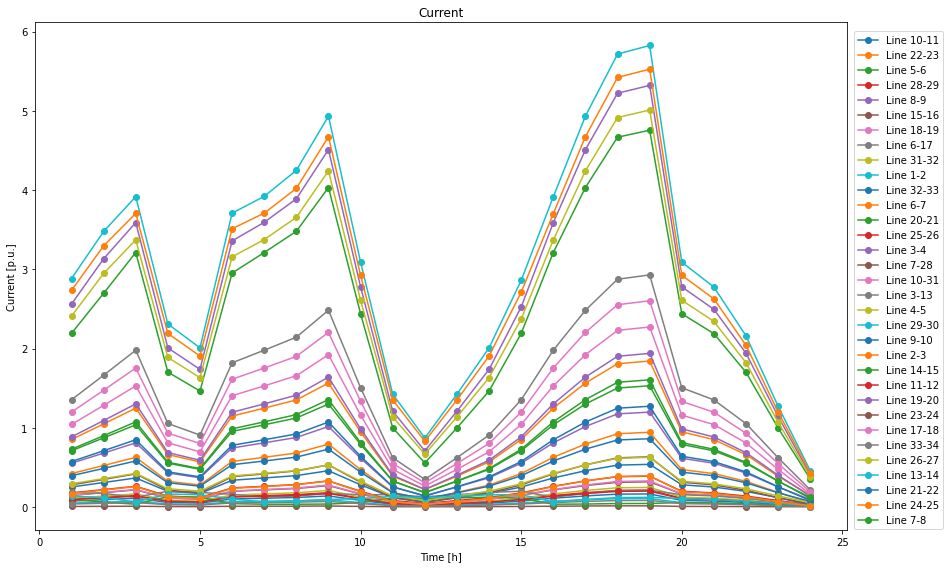 Current
6
5
4
3
2
1
0
Current [p.u.]
0
5
10
15
20
25
Time [h]
Line 10-11
Line 22-23
Line 5-6
Line 28-29
Line 8-9
Line 15-16
Line 18-19
Line 6-17
Line 31-32
Line 1-2
Line 32-33
Line 6-7
Line 20-21
Line 25-26
Line 3-4
Line 7-28
Line 10-31
Line 3-13
Line 4-5
Line 29-30
Line 9-10
Line 2-3
Line 14-15
Line 11-12
Line 19-20
Line 23-24
Line 17-18
Line 33-34
Line 26-27
Line 13-14
Line 21-22
Line 24-25
Line 7-8